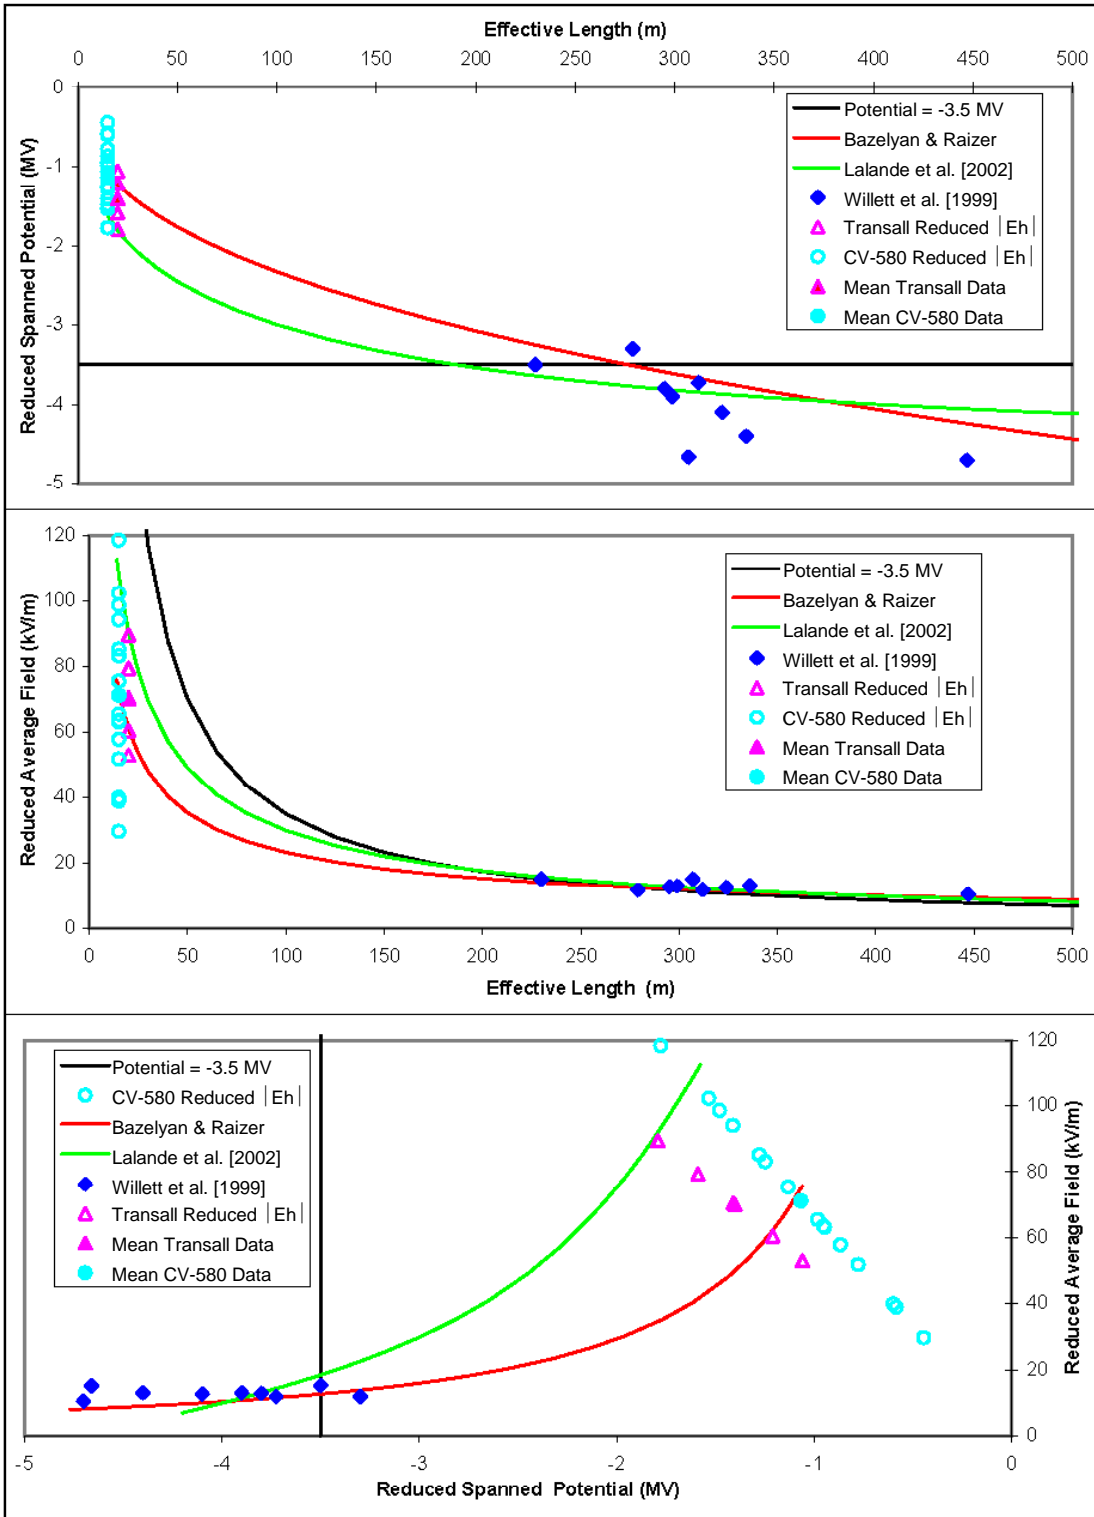 Effective Length (m)
0 50 100 150 200 250 300 350 400 450 500
Reduced Spanned Potential (MV)
0
-1
-2
-3
-4
-5
Potential = -3.5 MV
Bazelyan & Raizer
Lalande et al. [2002]
Willett et al. [1999]
Transall Reduced |Eh|
CV-580 Reduced |Eh|
Mean Transall Data
Mean CV-580 Data
Reduced Average Field (kV/m)
120
100
80
60
40
20
0
Potential = -3.5 MV
Bazelyan & Raizer
Lalande et al. [2002]
Willett et al. [1999]
Transall Reduced |Eh|
CV-580 Reduced |Eh|
Mean Transall Data
Mean CV-580 Data
0 50 100 150 200 250 300 350 400 450 500
Effective Length (m)
Potential = -3.5 MV
CV-580 Reduced |Eh|
Bazelyan & Raizer
Lalande et al. [2002]
Willett et al. [1999]
Transall Reduced |Eh|
Mean Transall Data
Mean CV-580 Data
120
100
80
60
40
20
0
Reduced Average Field (kV/m)
-5 -4 -3 -2 -1 0
Reduced Spanned Potential (MV)